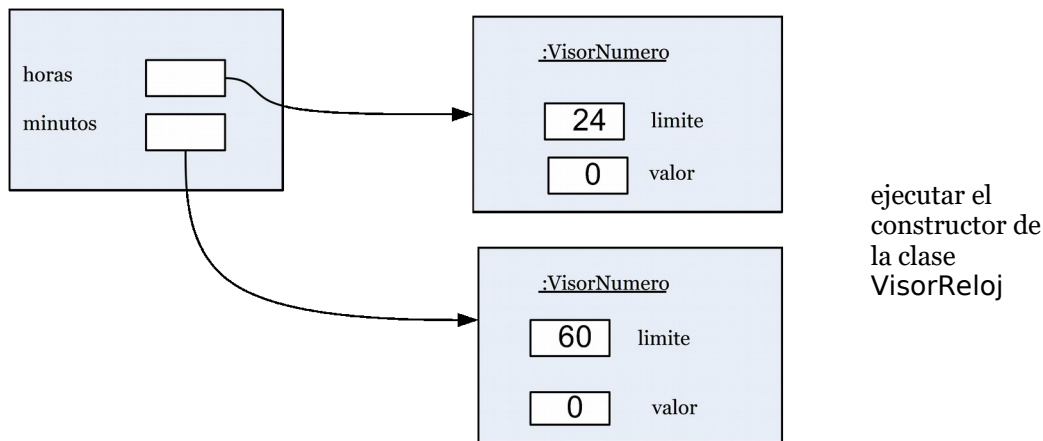 horas
minutos
:VisorNumero
24 limite
0 valor
:VisorNumero
60 limite
0 valor
ejecutar el
constructor de
la clase
VisorReloj